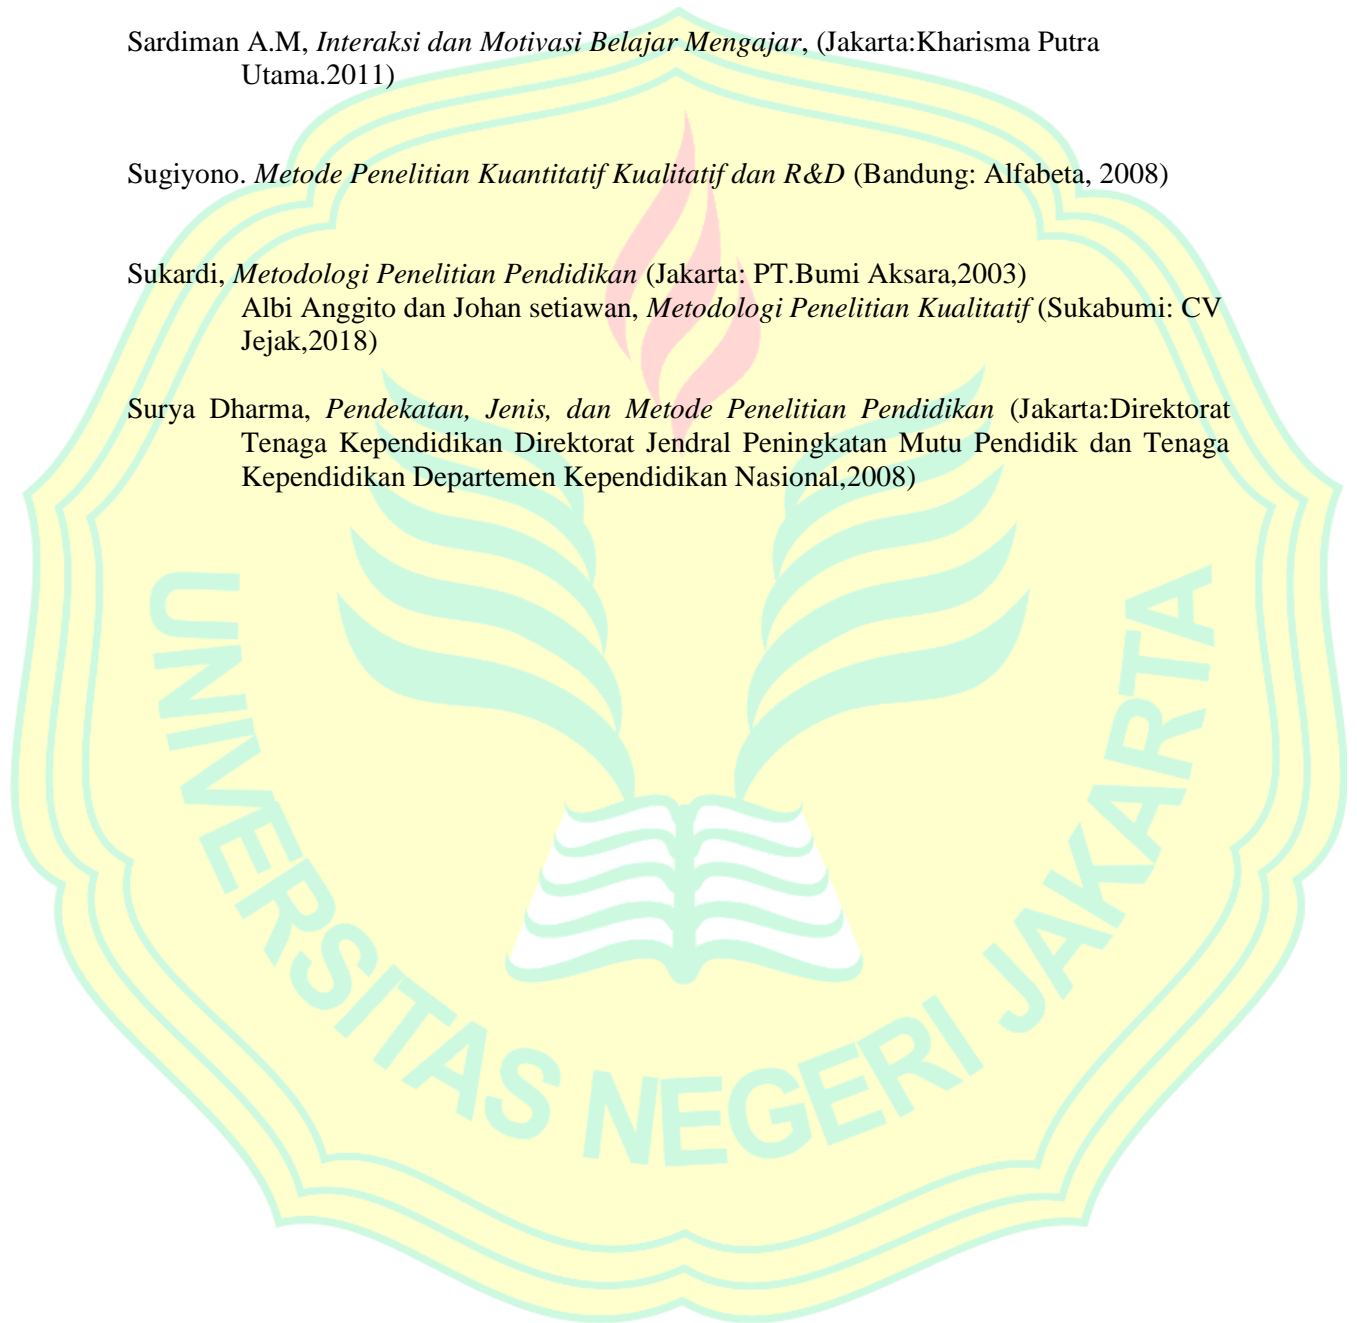 Sardiman A.M, Interaksi dan Motivasi Belajar Mengajar, (Jakarta:Kharisma Putra
Utama.2011)
Sugiyono. Metode Penelitian Kuantitatif Kualitatif dan R&D (Bandung: Alfabeta, 2008)
Sukardi, Metodologi Penelitian Pendidikan (Jakarta: PT.Bumi Aksara,2003)
Albi Anggito dan Johan setiawan, Metodologi Penelitian Kualitatif (Sukabumi: CV
Jejak,2018)
Surya Dharma, Pendekatan, Jenis, dan Metode Penelitian Pendidikan (Jakarta:Direktorat
Tenaga Kependidikan Direktorat Jendral Peningkatan Mutu Pendidik dan Tenaga
Kependidikan Departemen Kependidikan Nasional,2008)
UNIVERSITAS NEGERI JAKARTA